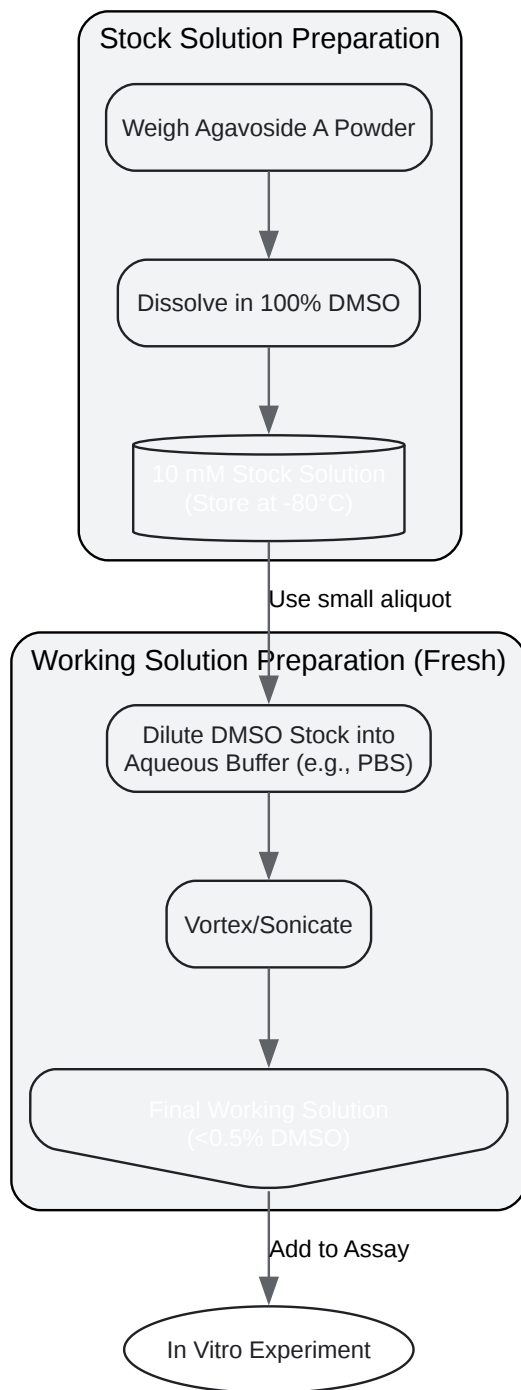 Stock Solution Preparation
Weigh Agavoside A Powder
Dissolve in 100% DMSO
10 mM Stock Solution
(Store at -80°C)
Use small aliquot
Working Solution Preparation (Fresh)
Dilute DMSO Stock into
Aqueous Buffer (e.g., PBS)
Vortex/Sonicate
Final Working Solution
(<0.5% DMSO)
Add to Assay
In Vitro Experiment